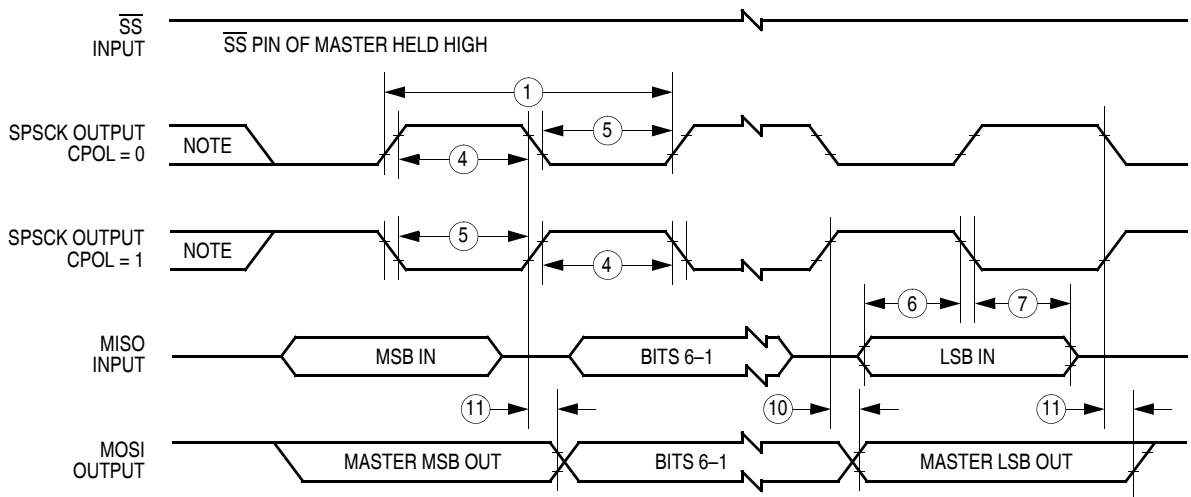 SS
INPUT
SS PIN OF MASTER HELD HIGH
1
SPSCK OUTPUT
CPOL = 0
NOTE
4
5
SPSCK OUTPUT
CPOL = 1
NOTE
5
4
6
7
MISO
INPUT
MSB IN
BITS 6–1
LSB IN
11
10
11
MOSI
OUTPUT
MASTER MSB OUT
BITS 6–1
MASTER LSB OUT